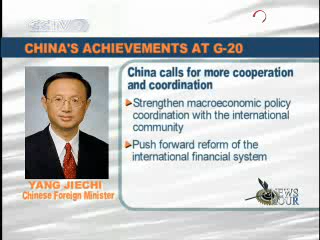 CCTV 9
CHINA'S ACHIEVEMENTS AT G-20
China calls for more cooperation
and coordination
Strengthen macroeconomic policy
coordination with the international
community
Push forward reform of the
international financial system
YANG JIECHI
Chinese Foreign Minister
NEWS
HOUR